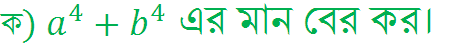 ক) a⁴ + b⁴ এর মান বের কর।